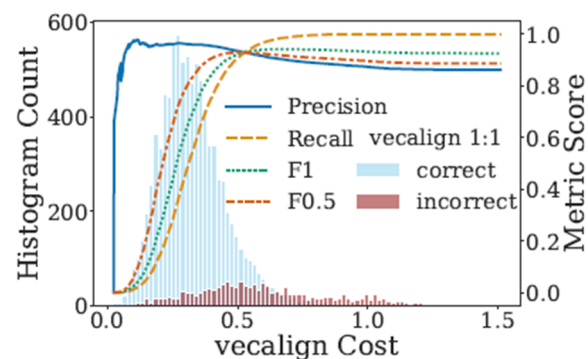 600
400
200
0
Histogram Count
Precision
Recall
F1
F0.5
vecalign 1:1
correct
incorrect
1.0
0.8
0.6
0.4
0.2
0.0
Metric Score
0.0 0.5 1.0 1.5
vecalign Cost